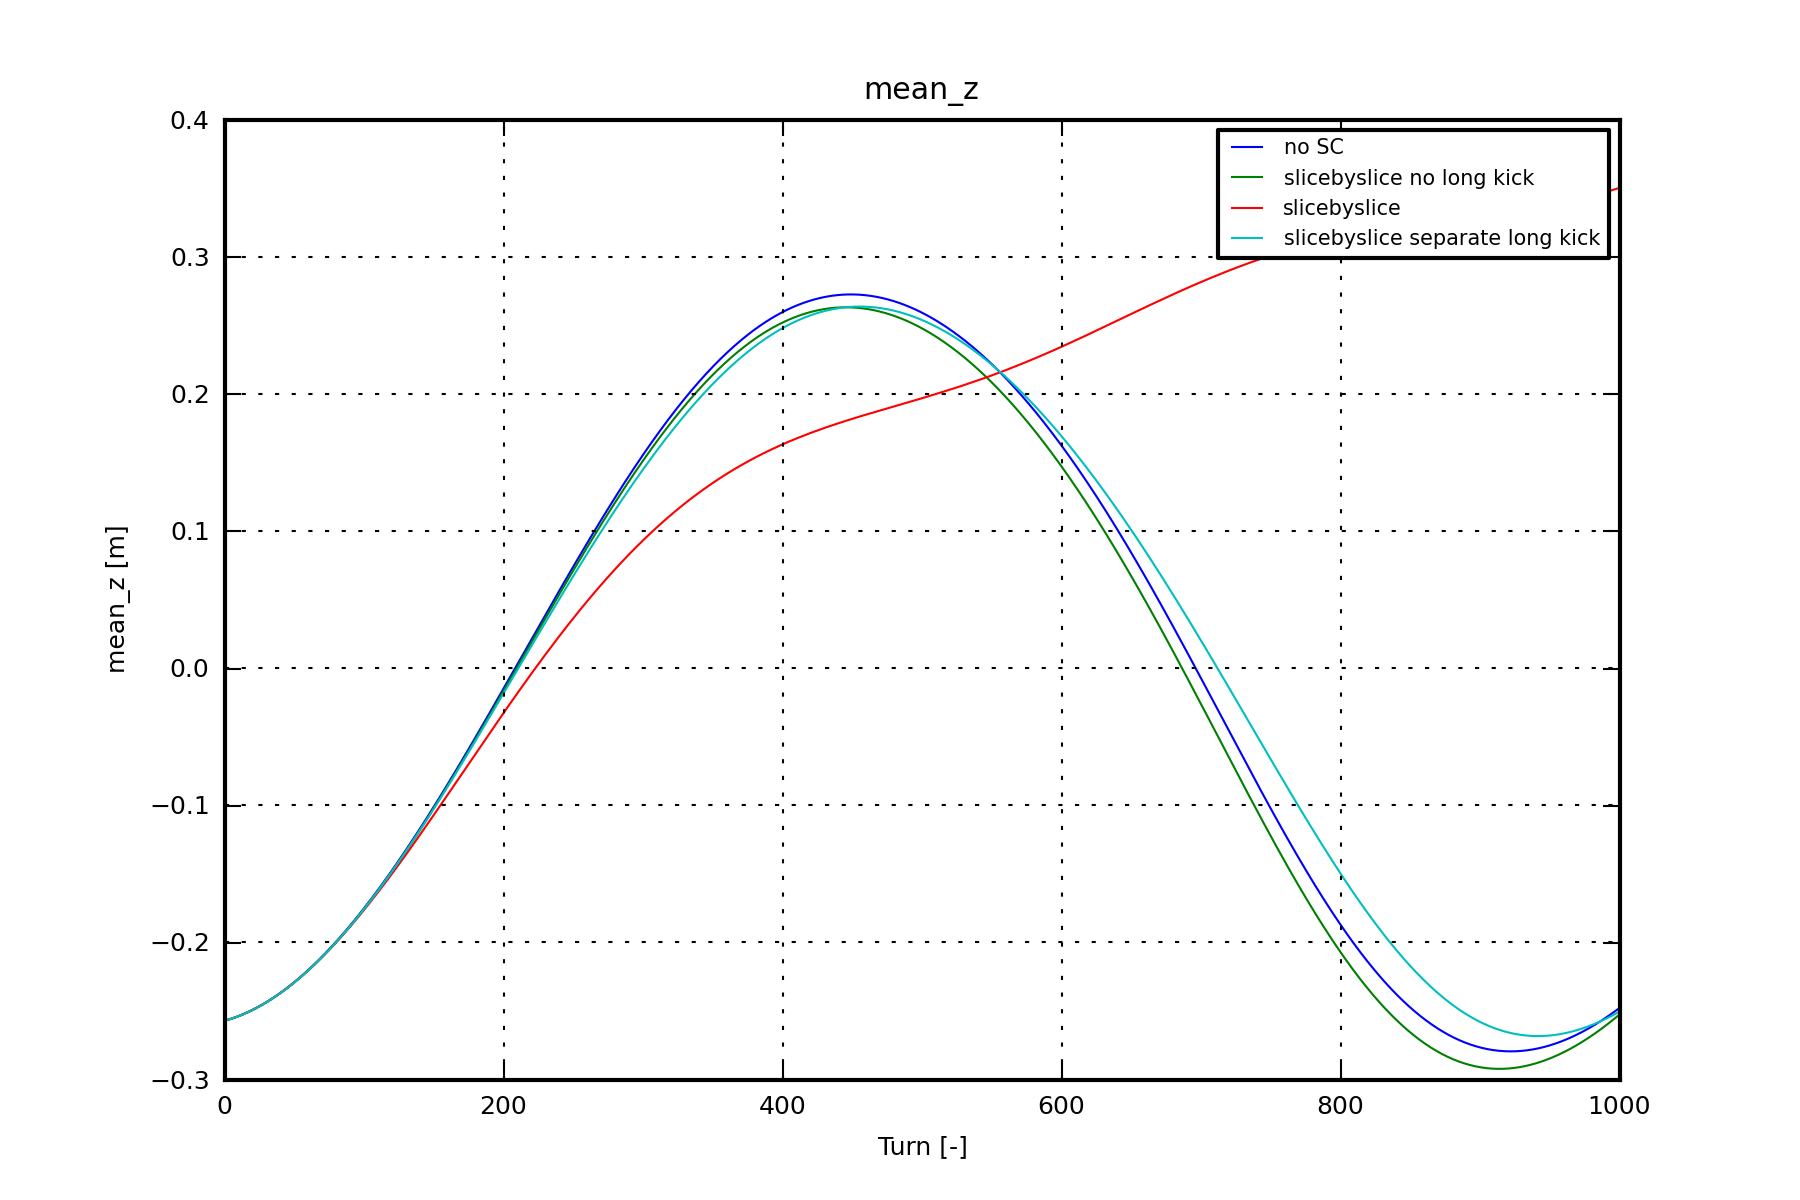 mean_z
0.4
0.3
0.2
0.1
0.0
−0.1
−0.2
−0.3
mean_z [m]
no SC
slicebyslice no long kick
slicebyslice
slicebyslice separate long kick
0 200 400 600 800 1000
Turn [-]